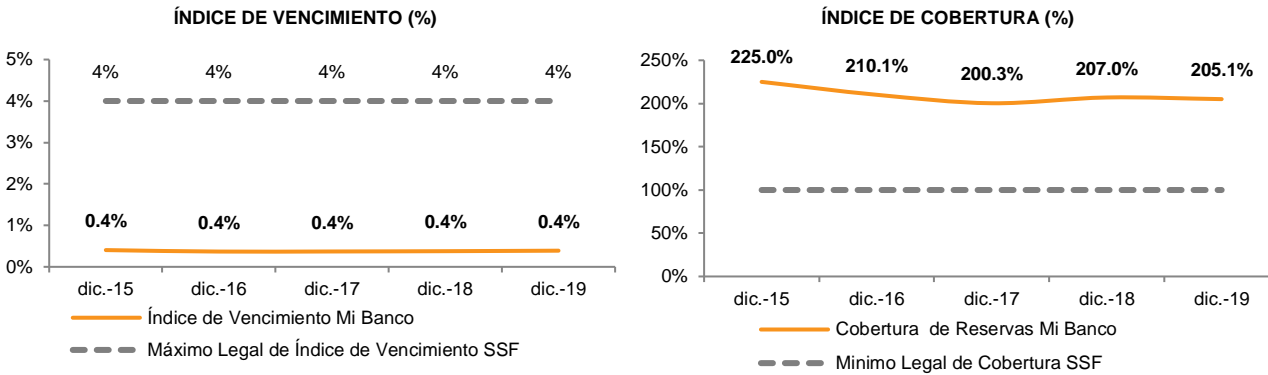 ÍNDICE DE VENCIMIENTO (%)
5%
4%
3%
2%
1%
0%
4% 4% 4% 4% 4%
0.4% 0.4% 0.4% 0.4% 0.4%
dic.-15 dic.-16 dic.-17 dic.-18 dic.-19
Índice de Vencimiento Mi Banco
Máximo Legal de Índice de Vencimiento SSF
ÍNDICE DE COBERTURA (%)
250%
200%
150%
100%
50%
0%
225.0% 210.1% 200.3% 207.0% 205.1%
dic.-15 dic.-16 dic.-17 dic.-18 dic.-19
Cobertura de Reservas Mi Banco
Minimo Legal de Cobertura SSF